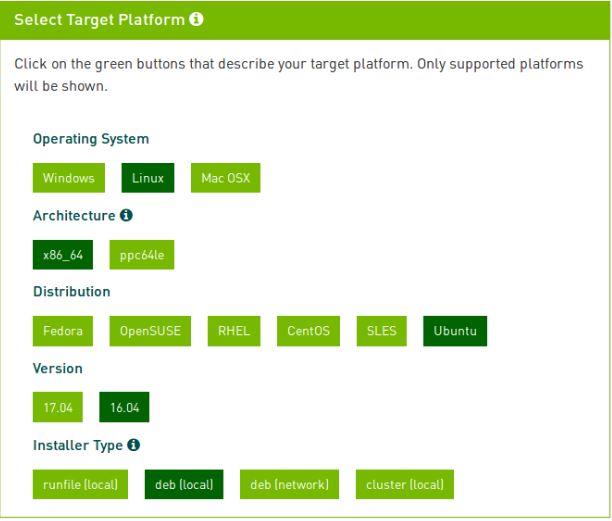 Select Target Platform
Click on the green buttons that describe your target platform. Only supported platforms
will be shown.
Operating System
Windows Linux Mac OSX
Architecture
x86_64 ppc64le
Distribution
Fedora OpenSUSE RHEL CentOS SLES Ubuntu
Version
17.04 16.04
Installer Type
runfile (local) deb (local) deb (network) cluster (local)